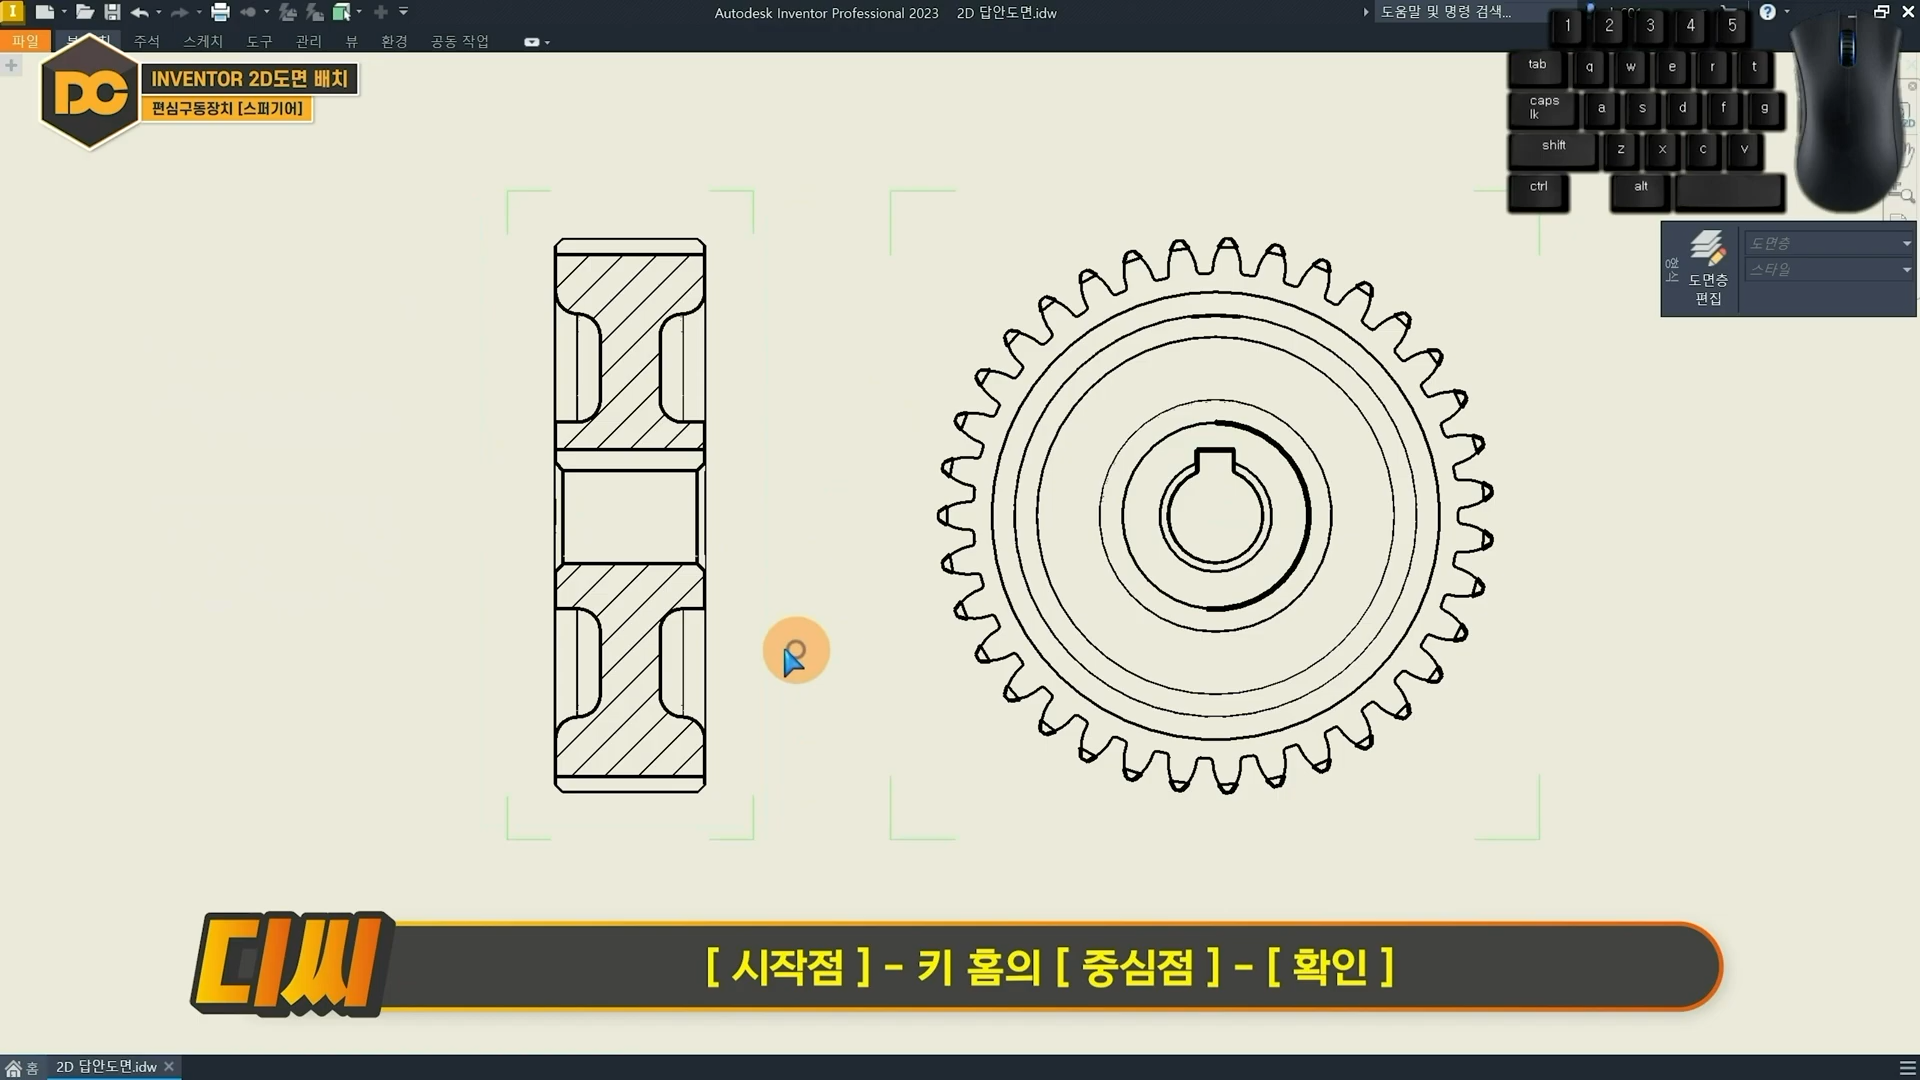 Autodesk Inventor Professional 2023 2D 답안도면.idw
도움말 및 명령 검색...
파일
주석
스케치
도구
관리
뷰
환경
공동 작업
DC
INVENTOR 2D도면 배치
편심구동장치 [스퍼기어]
1 2 3 4 5
tab q w e r t
caps lk a s d f g
shift z x c v
ctrl alt
형식
도면층 편집
도면층
스타일
디씨
[ 시작점 ] - 키 홈의 [ 중심점 ] - [ 확인 ]
홈
2D 답안도면.idw